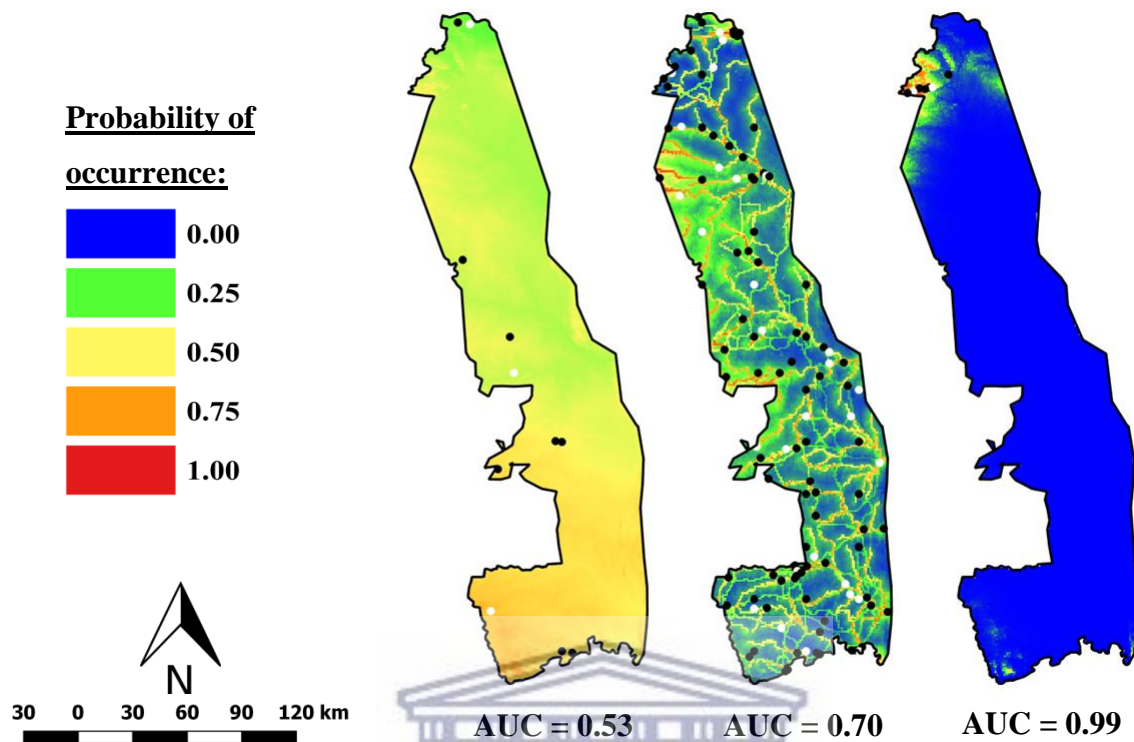 Probability of
occurrence:
0.00
0.25
0.50
0.75
1.00
N
30 0 30 60 90 120 km
AUC = 0.53 AUC = 0.70 AUC = 0.99